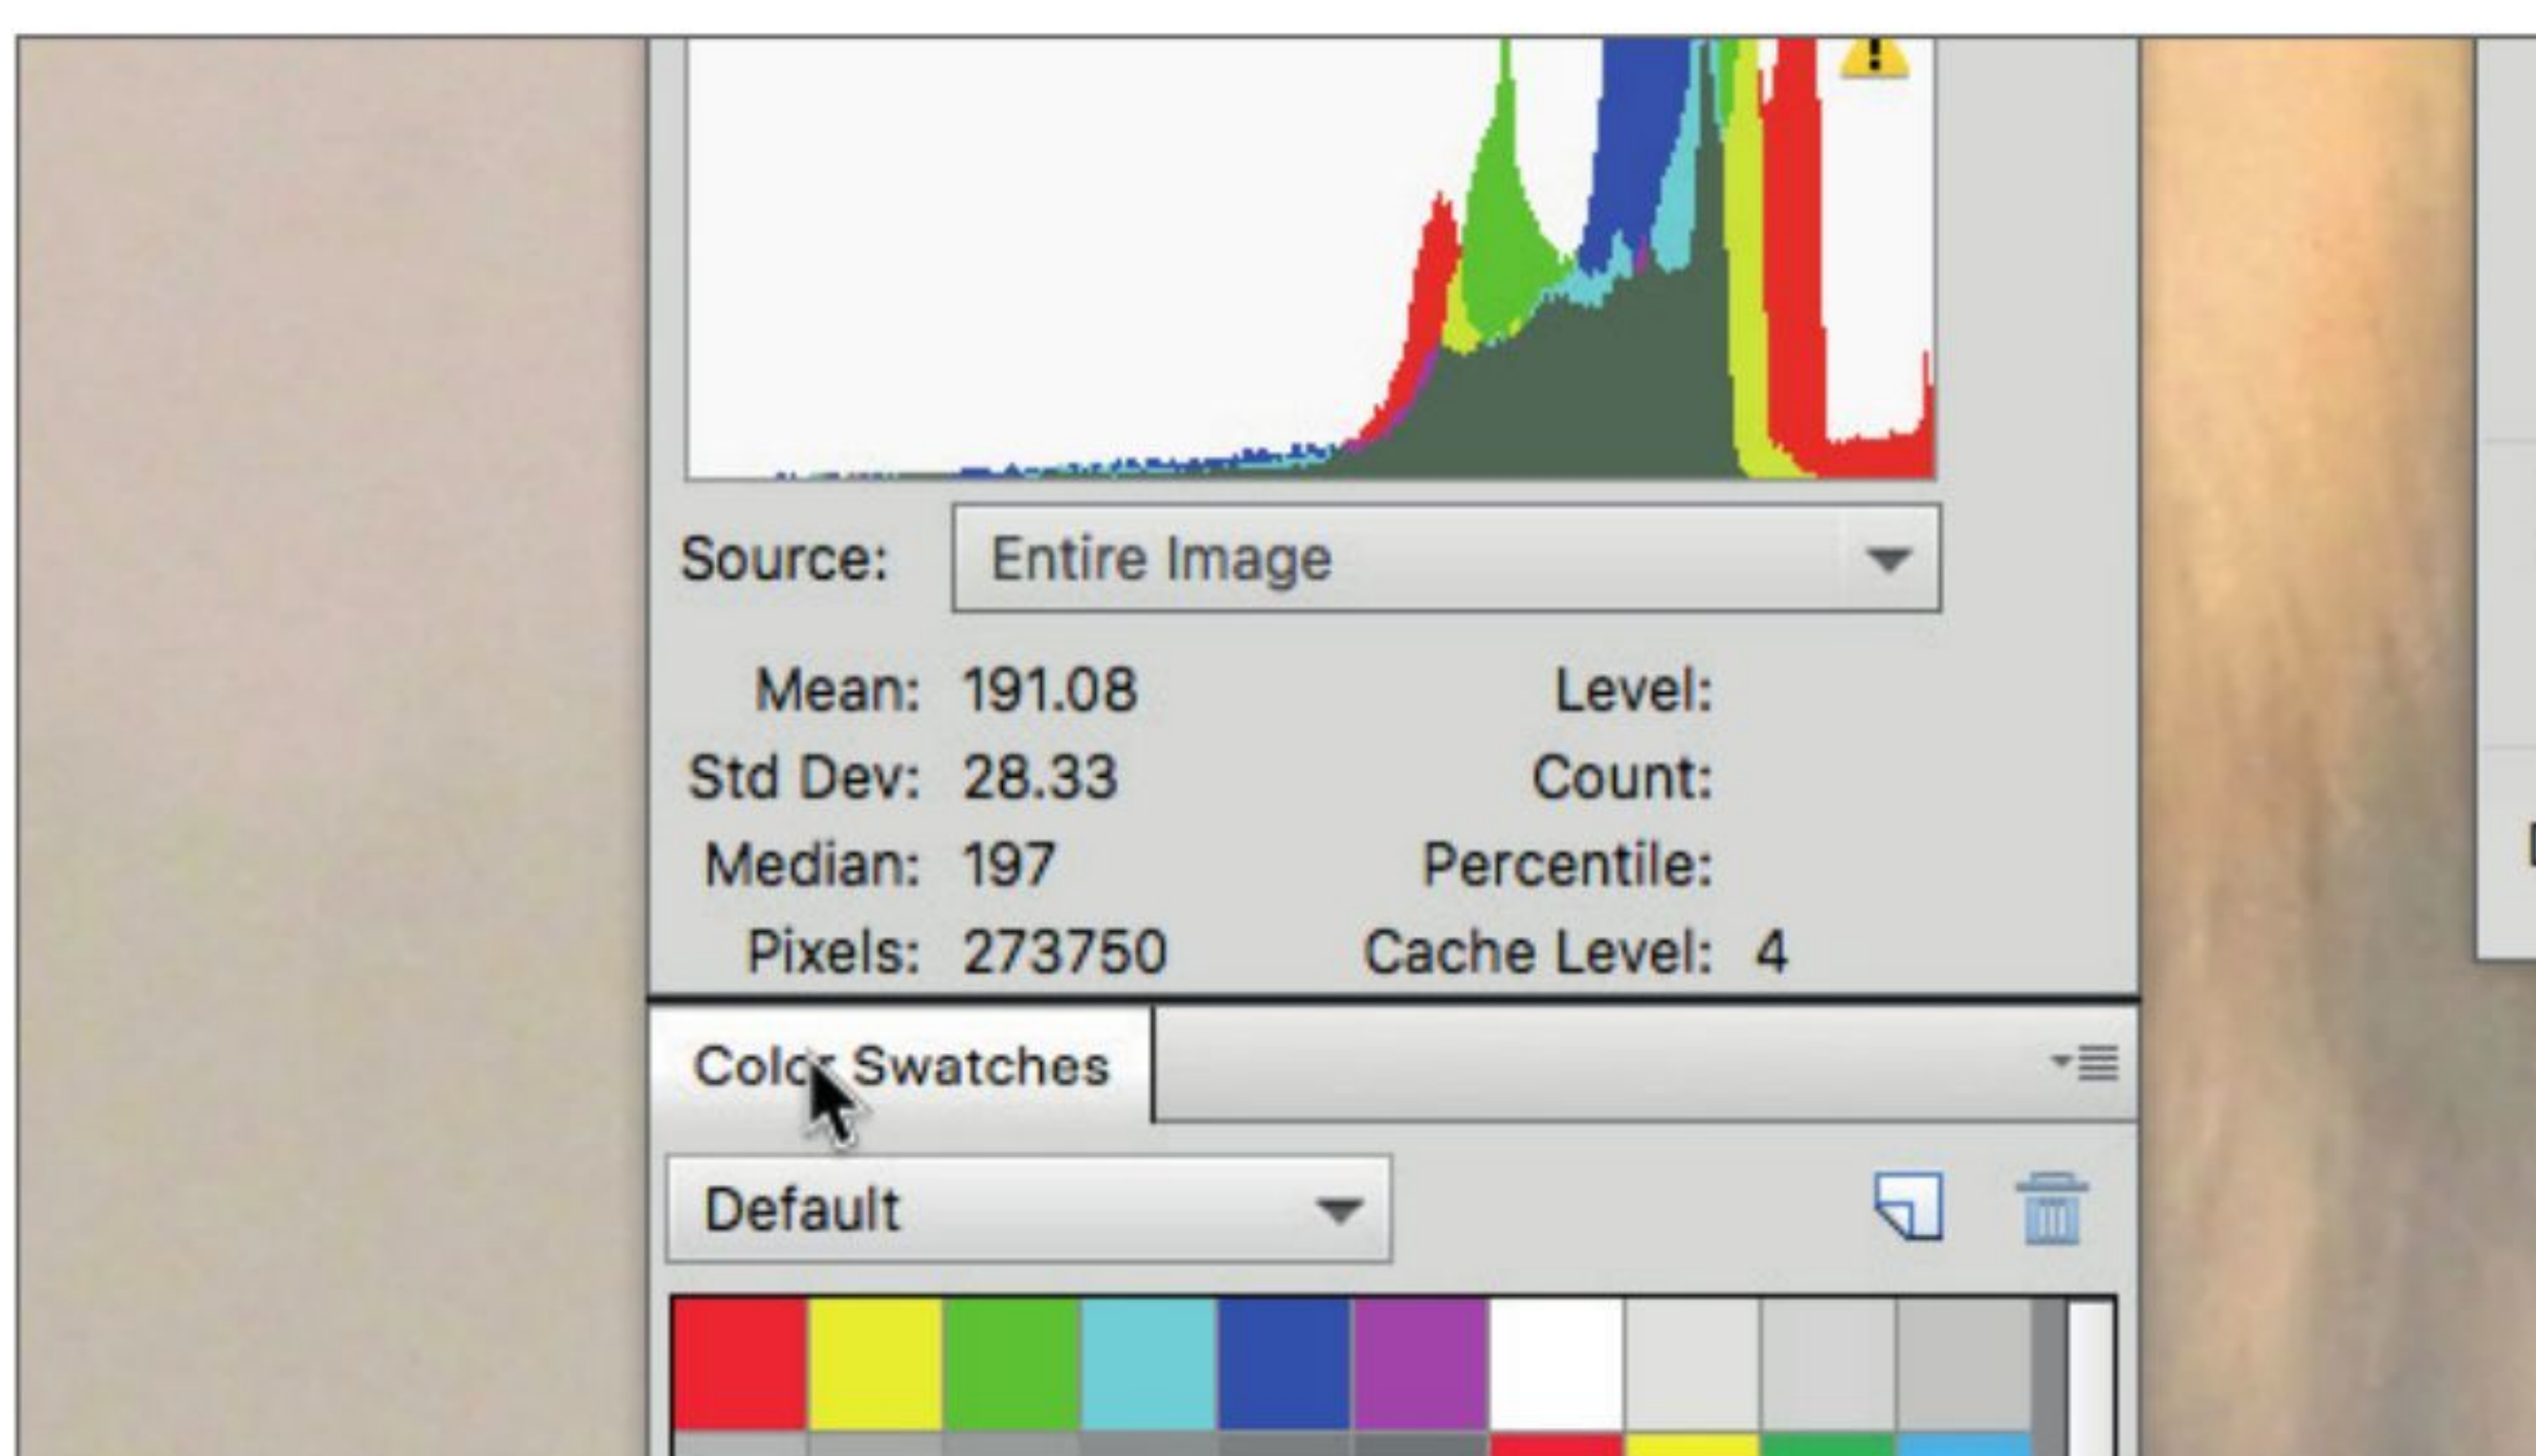 Source: Entire Image
Mean: 191.08 Level:
Std Dev: 28.33 Count:
Median: 197 Percentile:
Pixels: 273750 Cache Level: 4
Color Swatches
Default